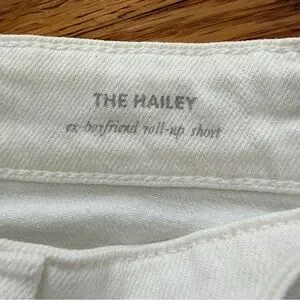 THE HAILEY
ex-boyfriend roll-up short